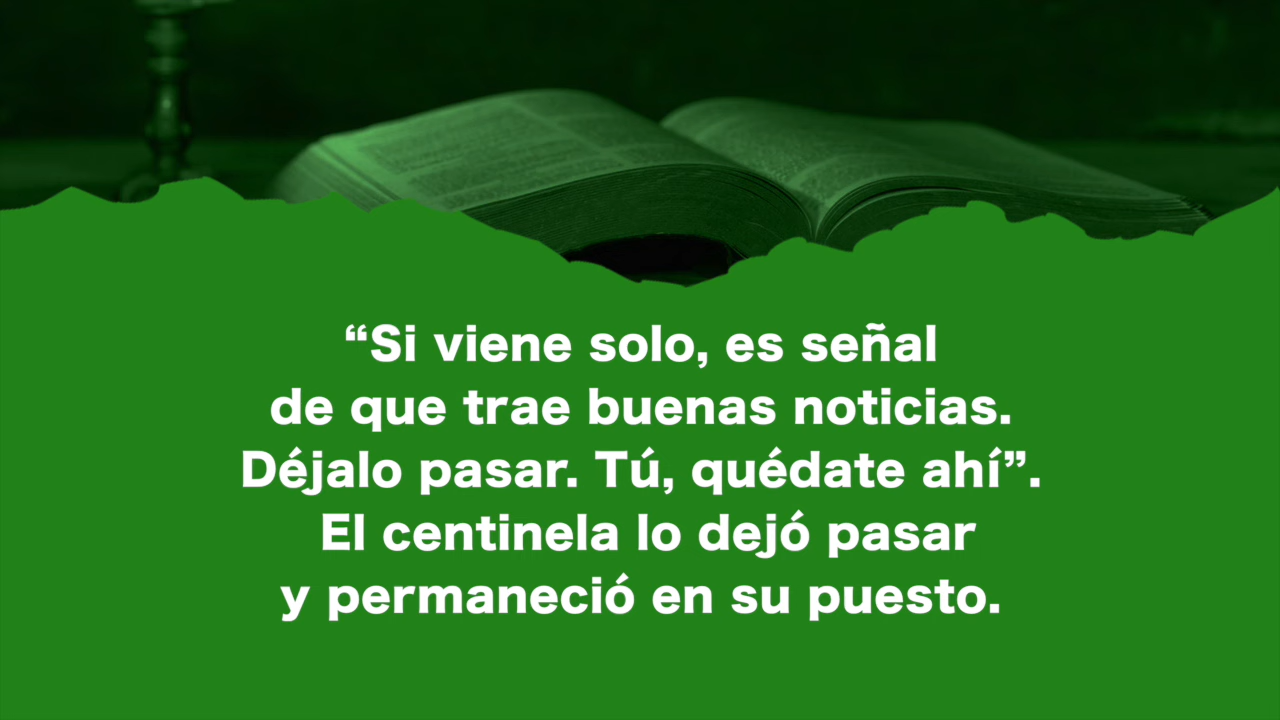 “Si viene solo, es señal
de que trae buenas noticias.
Déjalo pasar. Tú, quédate ahí”.
El centinela lo dejó pasar
y permaneció en su puesto.